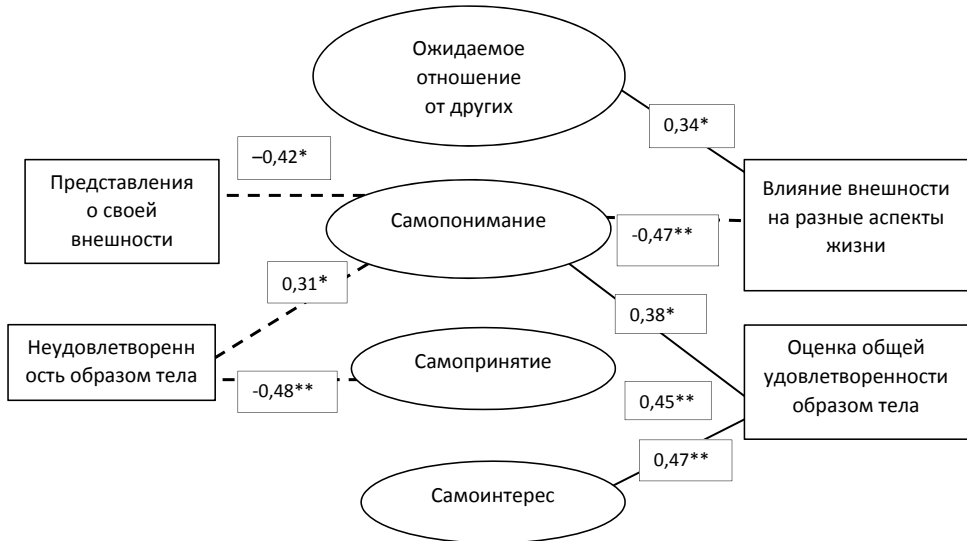 Ожидаемое
отношение
от других
0,34*
–0,42*
Представления
о своей
внешности
Самопонимание
Влияние внешности
на разные аспекты
жизни
-0,47**
0,31*
0,38*
Неудовлетворенн
ость образом тела
Самопринятие
Оценка общей
удовлетворенности
образом тела
-0,48**
0,45**
0,47**
Самоинтерес